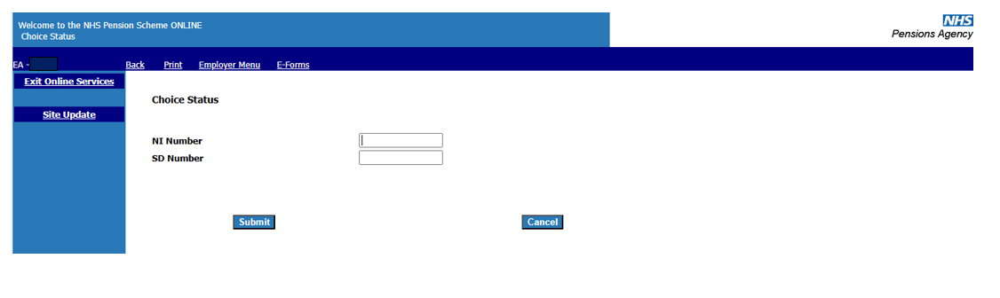 Welcome to the NHS Pension Scheme ONLINE
Choice Status
NHS
Pensions Agency
EA -
Back Print Employer Menu E-Forms
Exit Online Services
Site Update
Choice Status
NI Number
SD Number
Submit Cancel